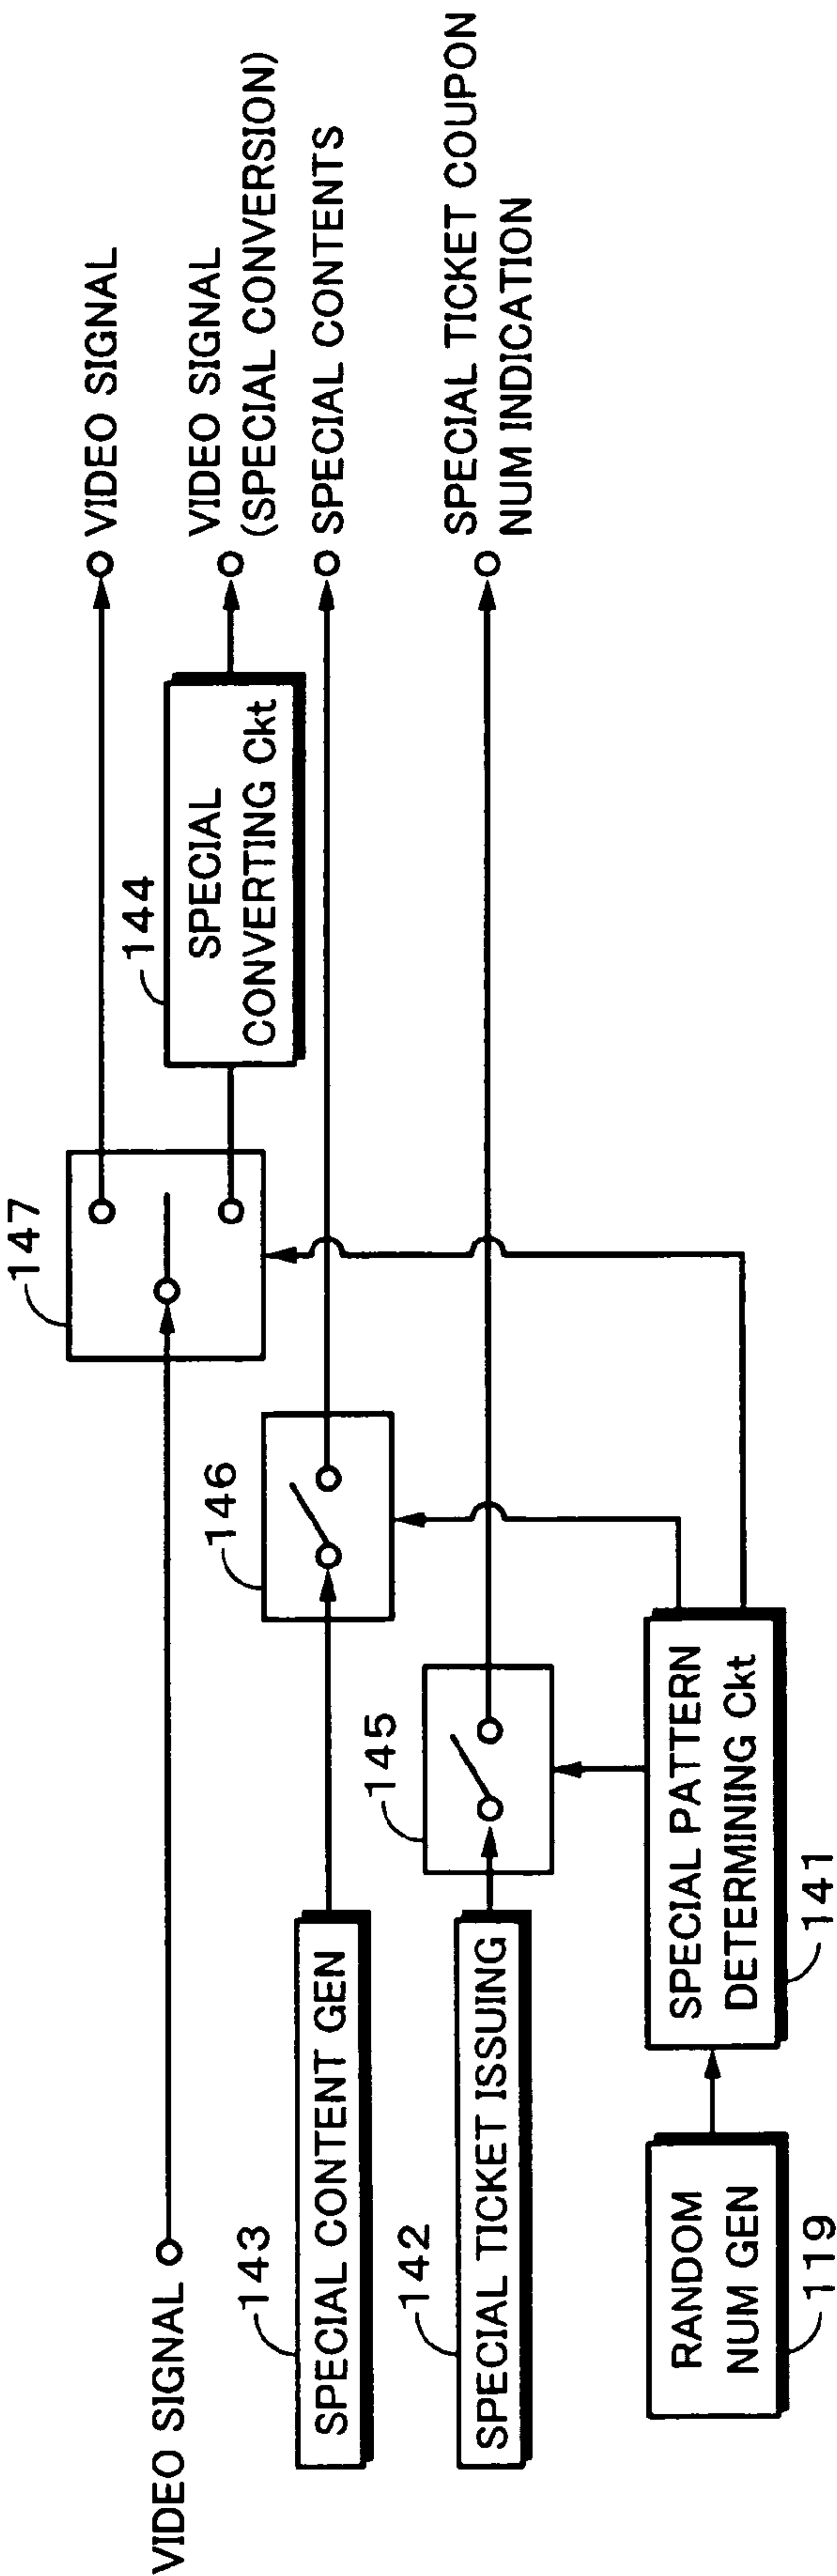 VIDEO SIGNAL
147
VIDEO SIGNAL
144
SPECIAL
CONVERTING Ckt
VIDEO SIGNAL
(SPECIAL CONVERSION)
143
SPECIAL CONTENT GEN
146
SPECIAL CONTENTS
142
SPECIAL TICKET ISSUING
145
SPECIAL TICKET COUPON
NUM INDICATION
RANDOM
NUM GEN
119
SPECIAL PATTERN
DETERMINING Ckt
141